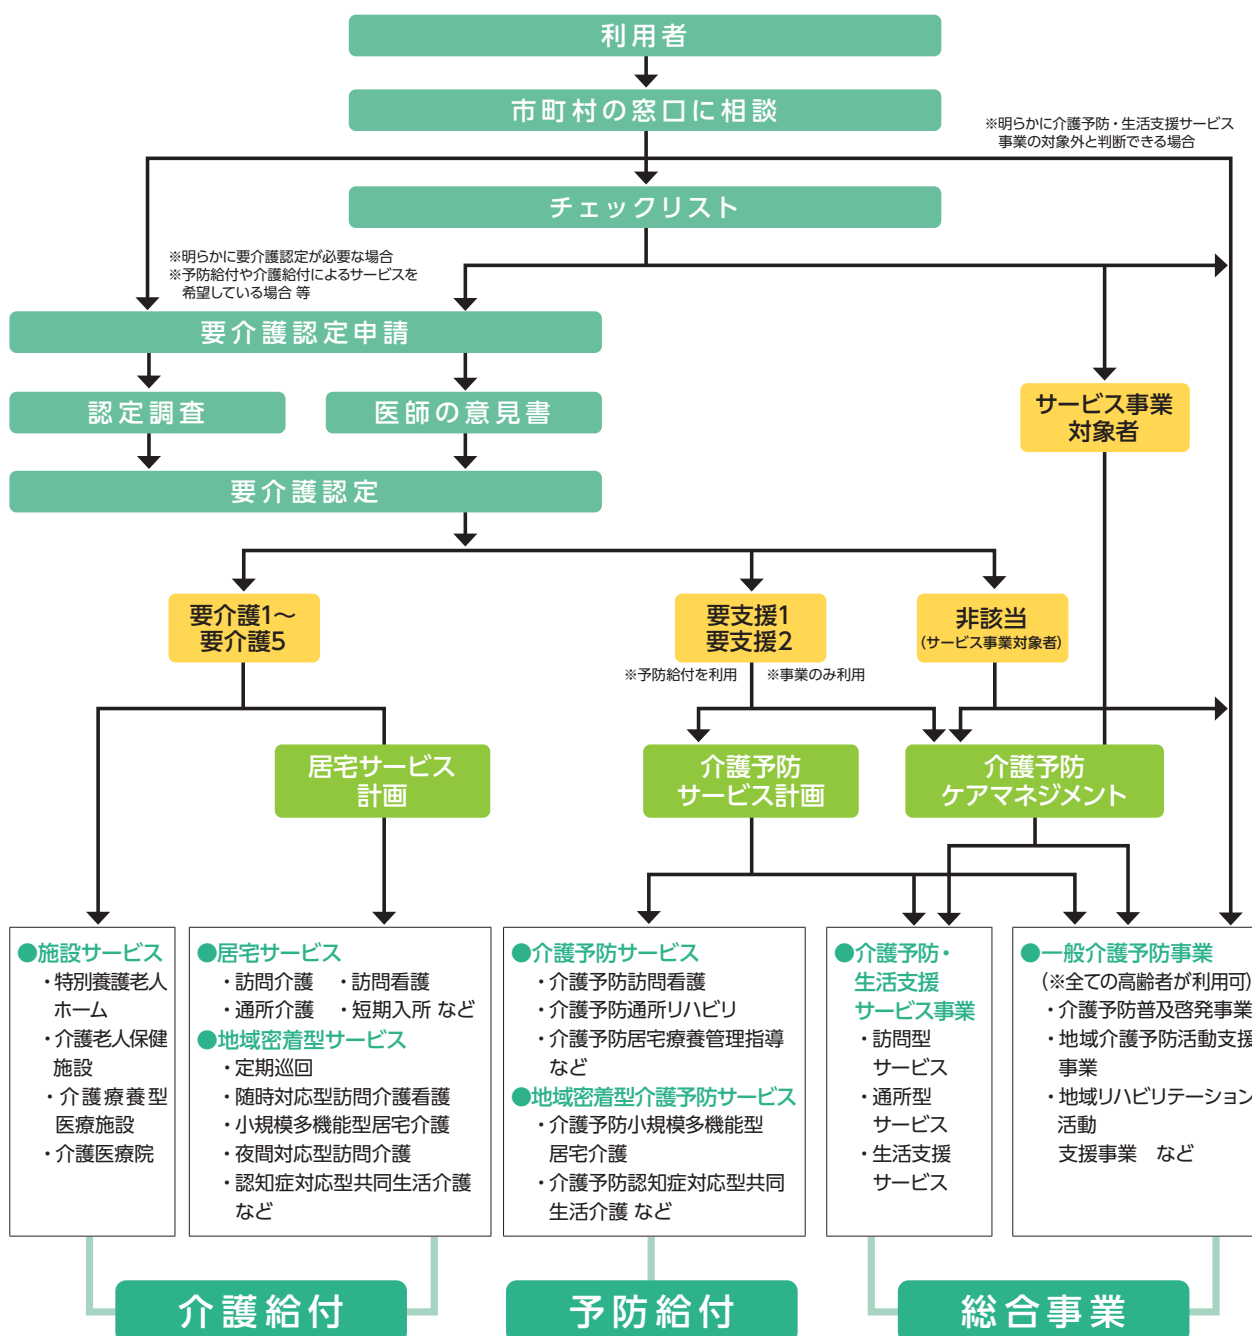 利用者
市町村の窓口に相談
※明らかに介護予防・生活支援サービス
事業の対象外と判断できる場合
チェックリスト
※明らかに要介護認定が必要な場合
※予防給付や介護給付によるサービスを
希望している場合 等
要介護認定申請
認定調査
医師の意見書
サービス事業
対象者
要介護認定
要介護1～
要介護5
要支援1
要支援2
非該当
(サービス事業対象者)
※予防給付を利用
※事業のみ利用
居宅サービス
計画
介護予防
サービス計画
介護予防
ケアマネジメント
●施設サービス
・特別養護老人
ホーム
・介護老人保健
施設
・介護療養型
医療施設
・介護医療院
●居宅サービス
・訪問介護 ・訪問看護
・通所介護 ・短期入所 など
●地域密着型サービス
・定期巡回
・随時対応型訪問介護看護
・小規模多機能型居宅介護
・夜間対応型訪問介護
・認知症対応型共同生活介護
など
●介護予防サービス
・介護予防訪問看護
・介護予防通所リハビリ
・介護予防居宅療養管理指導
など
●地域密着型介護予防サービス
・介護予防小規模多機能型
居宅介護
・介護予防認知症対応型共同
生活介護 など
●介護予防・
生活支援
サービス事業
・訪問型
サービス
・通所型
サービス
・生活支援
サービス
●一般介護予防事業
(※全ての高齢者が利用可)
・介護予防普及啓発事業
・地域介護予防活動支援
事業
・地域リハビリテーション
活動
支援事業 など
介護給付
予防給付
総合事業